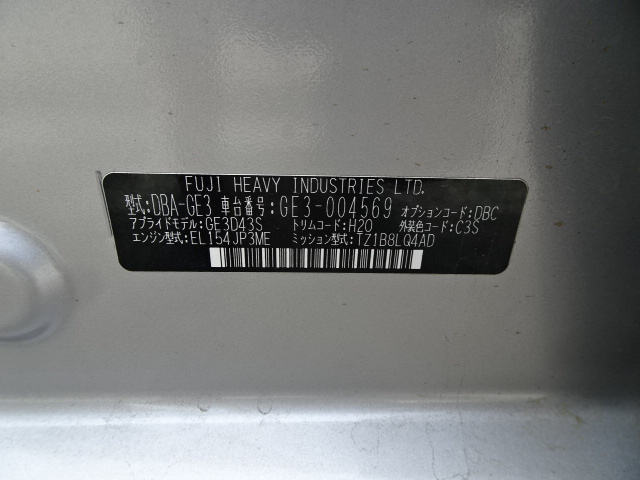 FUJI HEAVY INDUSTRIES LTD.
型式:DBA-GE3 車台番号:GE3-004569 オプションコード:DBC
アプライドモデル:GE3D43S トリムコード:H20 外装色コード:C3S
エンジン型式:EL154JP3ME ミッション型式:TZ1B8LQ4AD